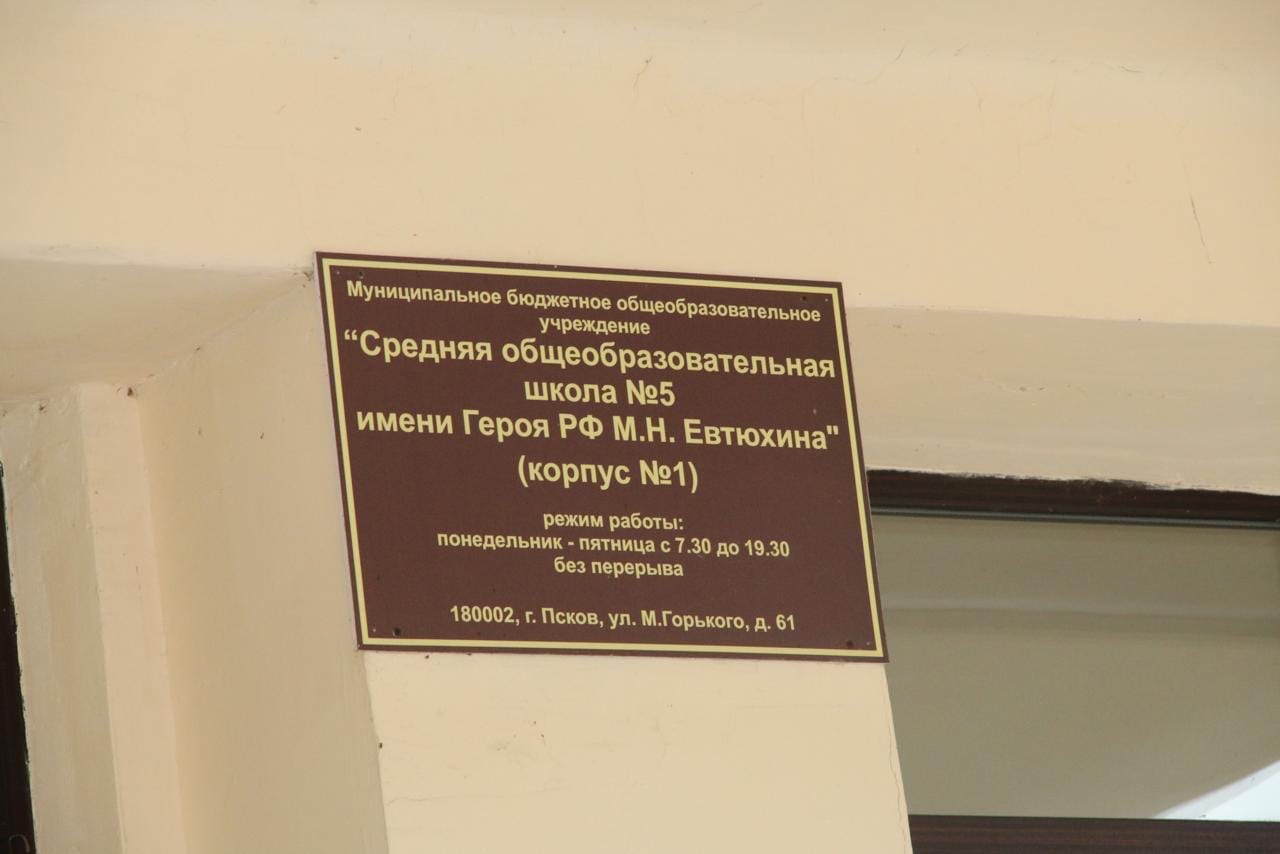 Муниципальное бюджетное общеобразовательное
учреждение
“Средняя общеобразовательная
школа №5
имени Героя РФ М.Н. Евтюхина"
(корпус №1)
режим работы:
понедельник - пятница с 7.30 до 19.30
без перерыва
180002, г. Псков, ул. М.Горького, д. 61